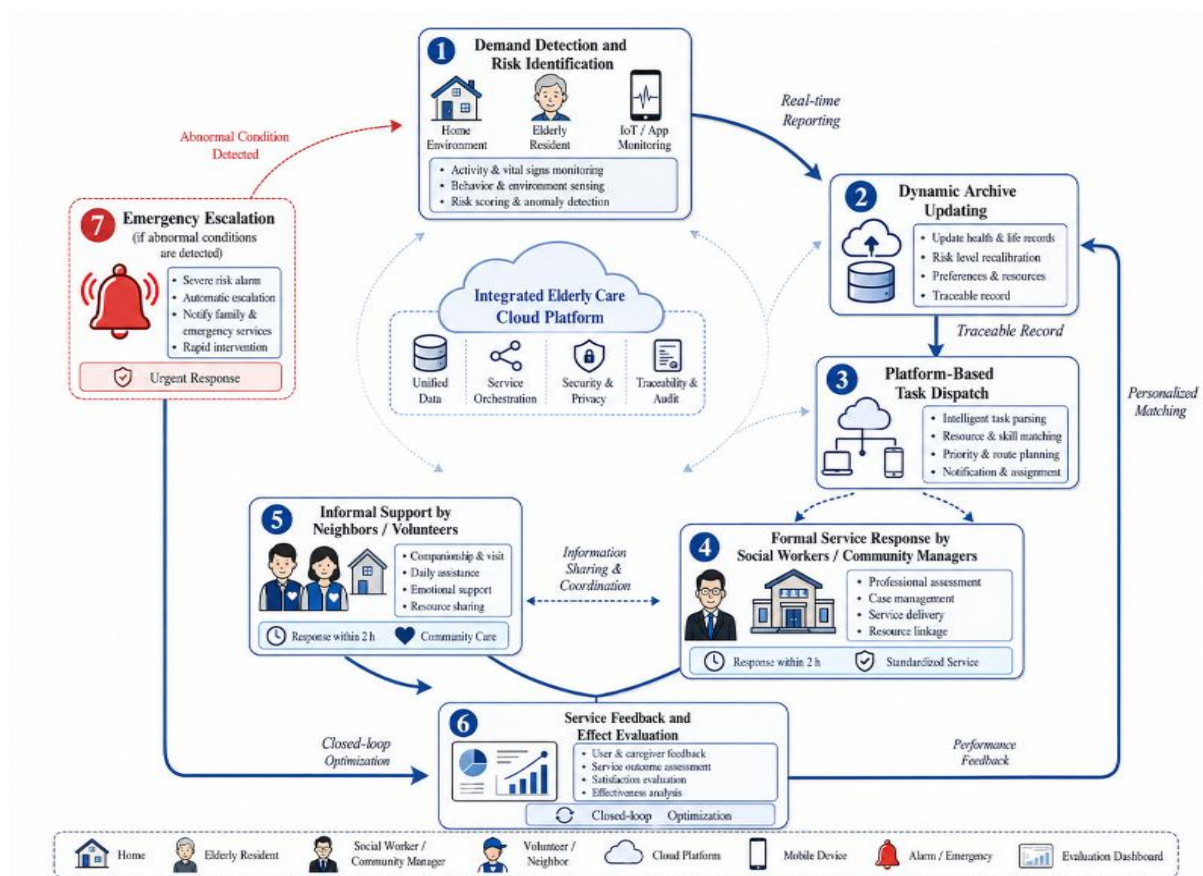 1
Demand Detection and
Risk Identification
Home
Environment
Elderly
Resident
IoT / App
Monitoring
• Activity & vital signs monitoring
• Behavior & environment sensing
• Risk scoring & anomaly detection
Real-time
Reporting
2
Dynamic Archive
Updating
• Update health & life records
• Risk level recalibration
• Preferences & resources
• Traceable record
Traceable Record
3
Platform-Based
Task Dispatch
• Intelligent task parsing
• Resource & skill matching
• Priority & route planning
• Notification & assignment
Personalized
Matching
Abnormal Condition
Detected
7
Emergency Escalation
(if abnormal conditions
are detected)
• Severe risk alarm
• Automatic escalation
• Notify family &
emergency services
• Rapid intervention
Urgent Response
Integrated Elderly Care
Cloud Platform
Unified
Data
Service
Orchestration
Security &
Privacy
Traceability &
Audit
5
Informal Support by
Neighbors / Volunteers
• Companionship & visit
• Daily assistance
• Emotional support
• Resource sharing
Response within 2 h
Community Care
Information
Sharing &
Coordination
4
Formal Service Response by
Social Workers / Community Managers
• Professional assessment
• Case management
• Service delivery
• Resource linkage
Response within 2 h
Standardized Service
Closed-loop
Optimization
6
Service Feedback and
Effect Evaluation
• User & caregiver feedback
• Service outcome assessment
• Satisfaction evaluation
• Effectiveness analysis
Closed-loop Optimization
Performance
Feedback
Home
Elderly Resident
Social Worker /
Community Manager
Volunteer /
Neighbor
Cloud Platform
Mobile Device
Alarm / Emergency
Evaluation Dashboard